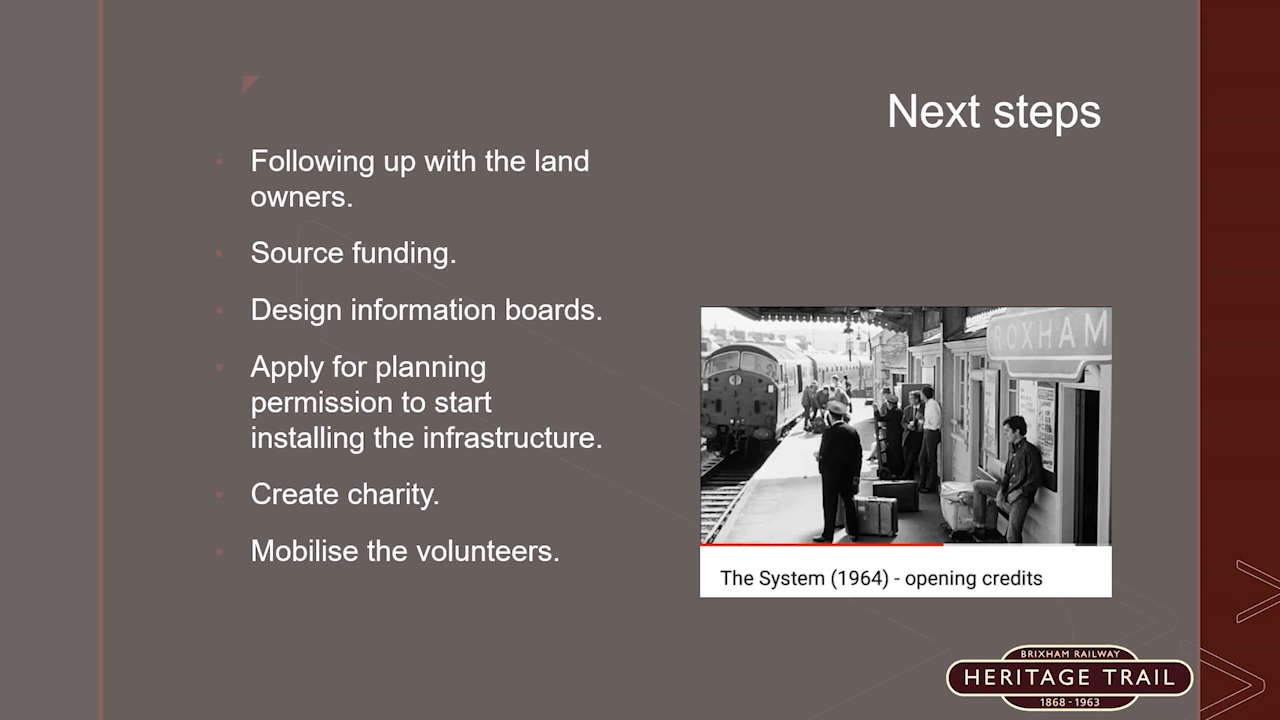 Next steps
Following up with the land
owners.
Source funding.
Design information boards.
Apply for planning
permission to start
installing the infrastructure.
Create charity.
Mobilise the volunteers.
ROXHAM
The System (1964) - opening credits
BRIXHAM RAILWAY
HERITAGE TRAIL
1868 - 1963